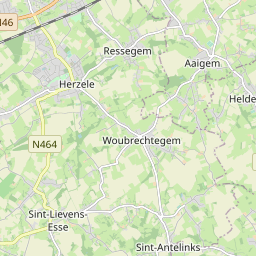 N46
Ressegem
Aaigem
Herzele
Helde
N464
Woubrechtegem
Sint-Lievens-
Esse
Sint-Antelinks